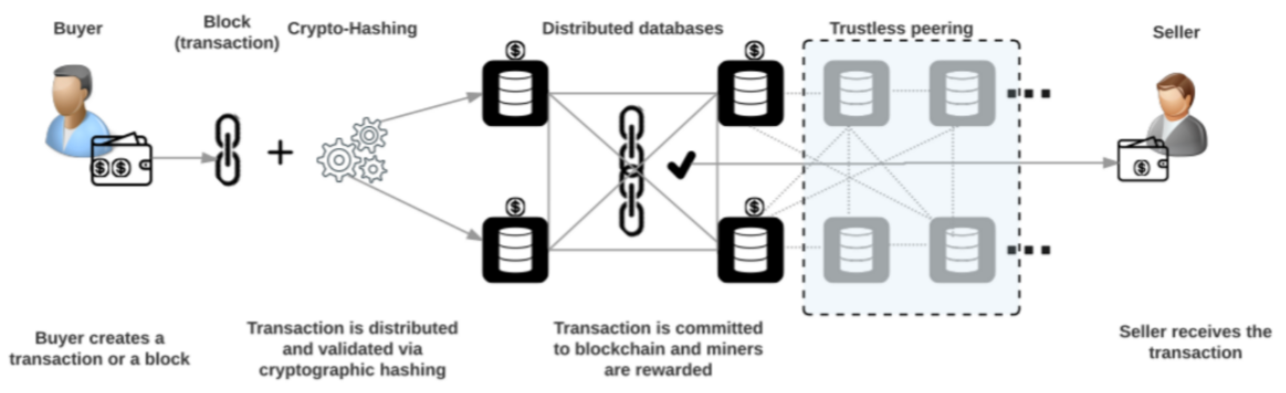 Buyer
Block
(transaction)
Crypto-Hashing
Distributed databases
Trustless peering
Seller
Buyer creates a
transaction or a block
Transaction is distributed
and validated via
cryptographic hashing
Transaction is committed
to blockchain and miners
are rewarded
Seller receives the
transaction